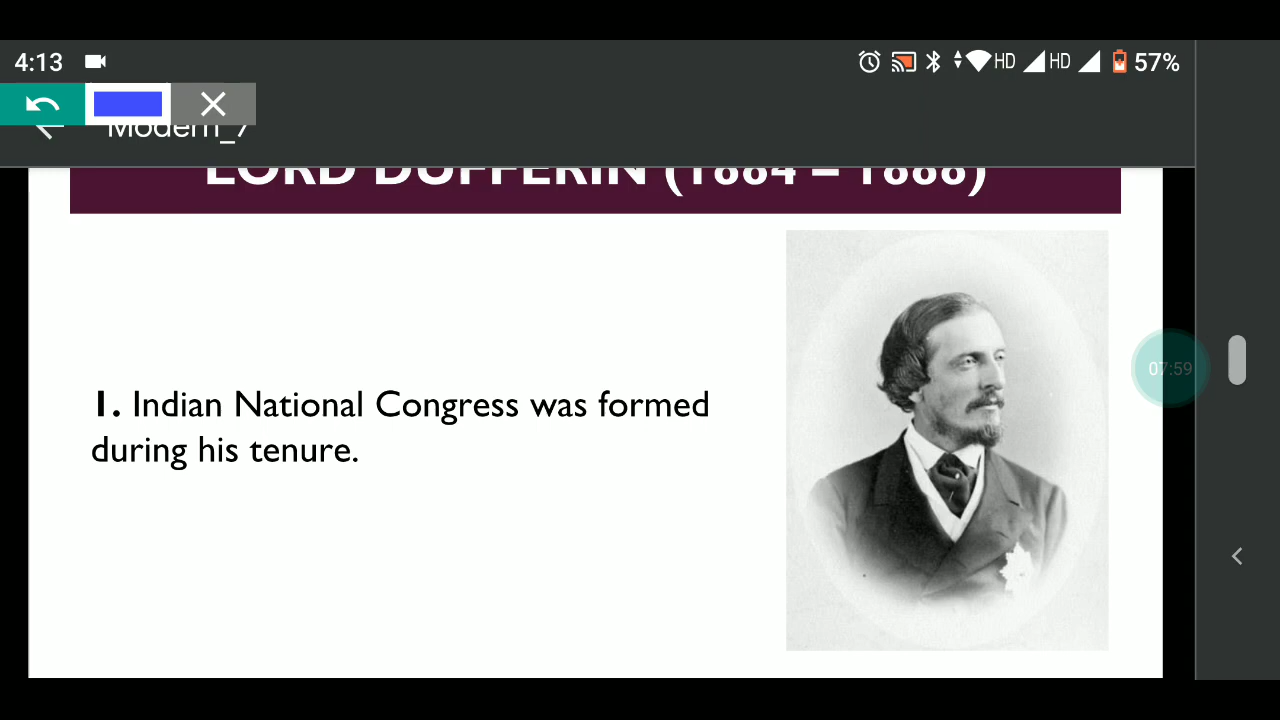 4:13 HD HD 57%
Modern_7
LORD DUFFERIN (1884 – 1888)
1. Indian National Congress was formed
during his tenure.
07:59